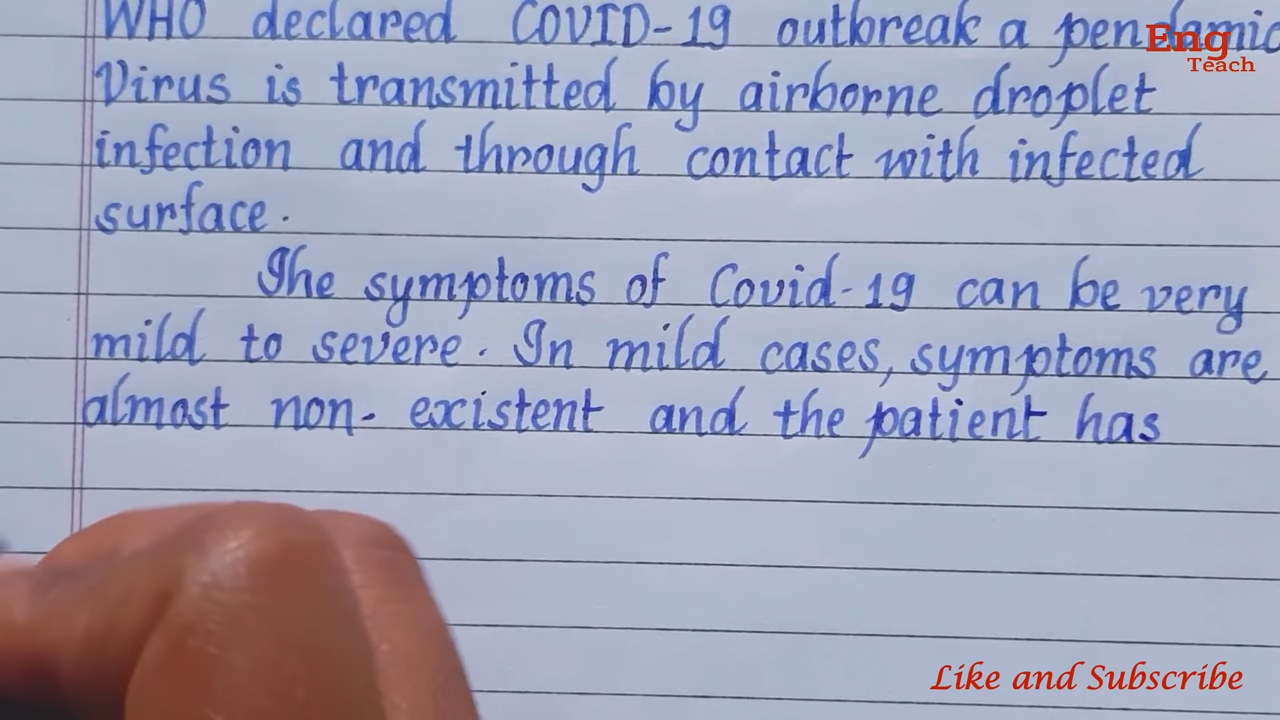 WHO declared COVID-19 outbreak a pendamic
Virus is transmitted by airborne droplet
infection and through contact with infected
surface.
The symptoms of Covid-19 can be very
mild to severe. In mild cases, symptoms are
almost non-existent and the patient has
Eng
Teach
Like and Subscribe